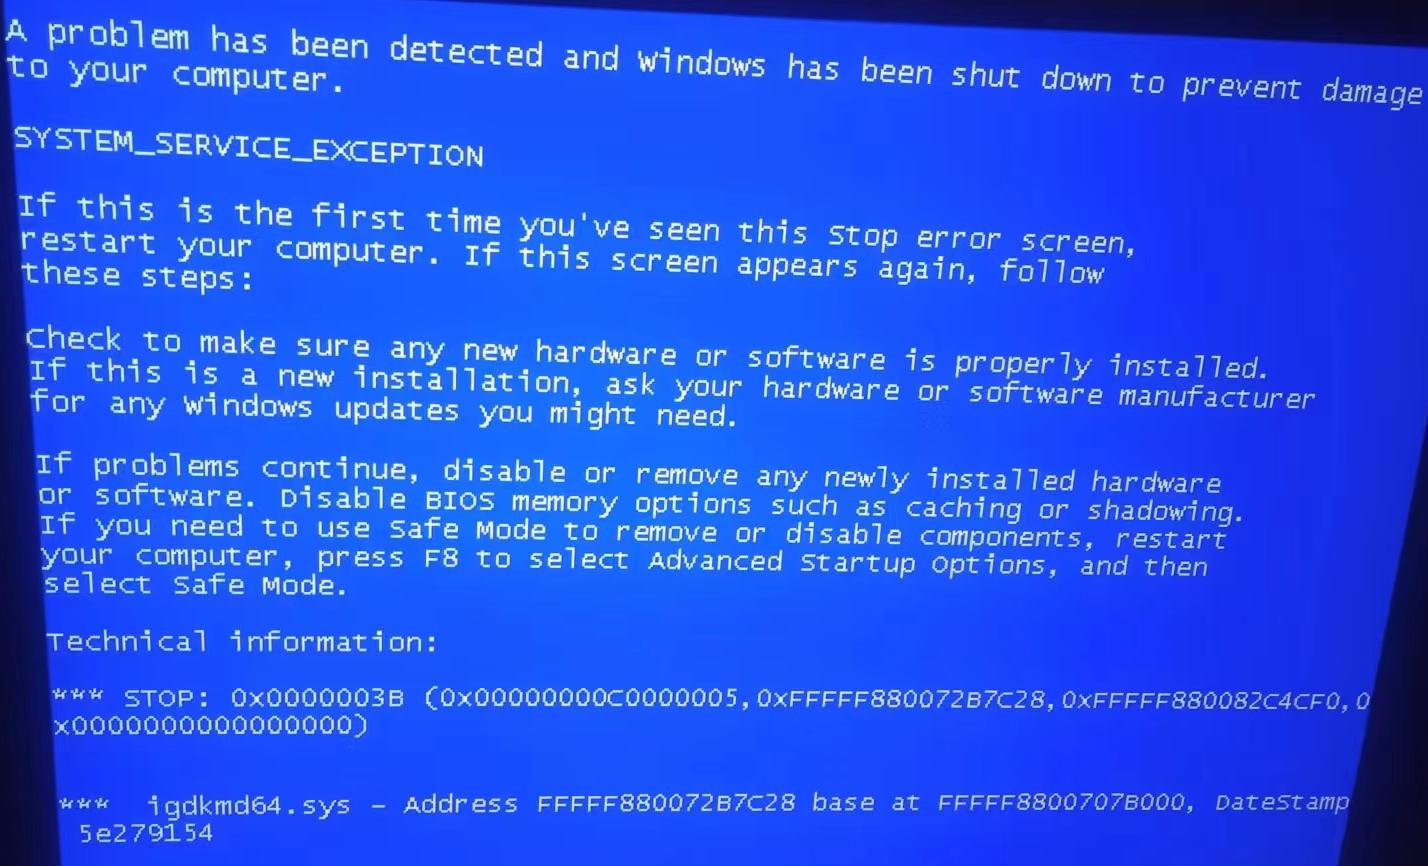 A problem has been detected and windows has been shut down to prevent damage
to your computer.
SYSTEM_SERVICE_EXCEPTION
If this is the first time you've seen this Stop error screen,
restart your computer. If this screen appears again, follow
these steps:
Check to make sure any new hardware or software is properly installed.
If this is a new installation, ask your hardware or software manufacturer
for any windows updates you might need.
If problems continue, disable or remove any newly installed hardware
or software. Disable BIOS memory options such as caching or shadowing.
If you need to use Safe Mode to remove or disable components, restart
your computer, press F8 to select Advanced Startup Options, and then
select Safe Mode.
Technical information:
*** STOP: 0x0000003B (0x00000000C0000005,0xFFFFF880072B7C28,0xFFFFF880082C4CF0,0
x0000000000000000)
*** igdkmd64.sys - Address FFFFF880072B7C28 base at FFFFF8800707B000, DateStamp
5e279154